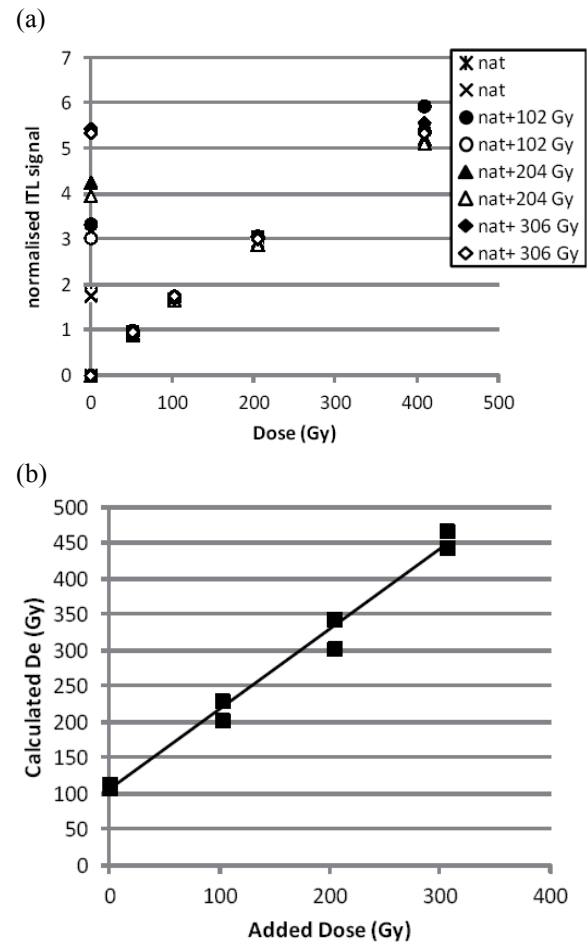 (a)
normalised ITL signal
7
6
5
4
3
2
1
0
0 100 200 300 400 500
Dose (Gy)
nat
nat
nat+102 Gy
nat+102 Gy
nat+204 Gy
nat+204 Gy
nat+ 306 Gy
nat+ 306 Gy
(b)
Calculated De (Gy)
500
450
400
350
300
250
200
150
100
50
0
0 100 200 300 400
Added Dose (Gy)